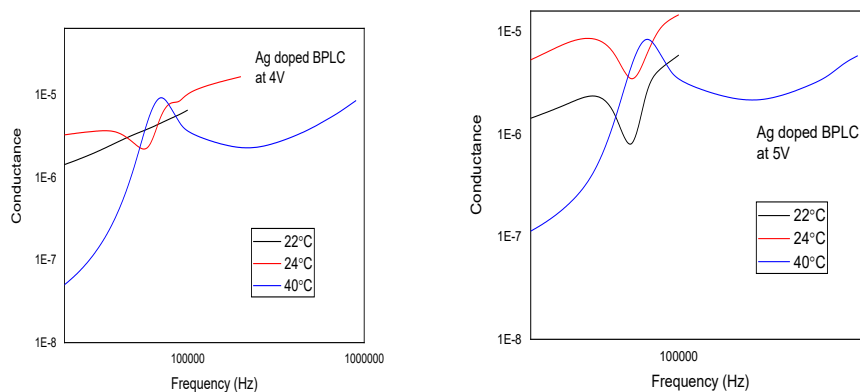 Ag doped BPLC
at 4V
1E-5
1E-6
1E-7
1E-8
Conductance
22°C
24°C
40°C
100000
1000000
Frequency (Hz)
1E-5
1E-6
1E-7
1E-8
Conductance
Ag doped BPLC
at 5V
22°C
24°C
40°C
100000
Frequency (Hz)